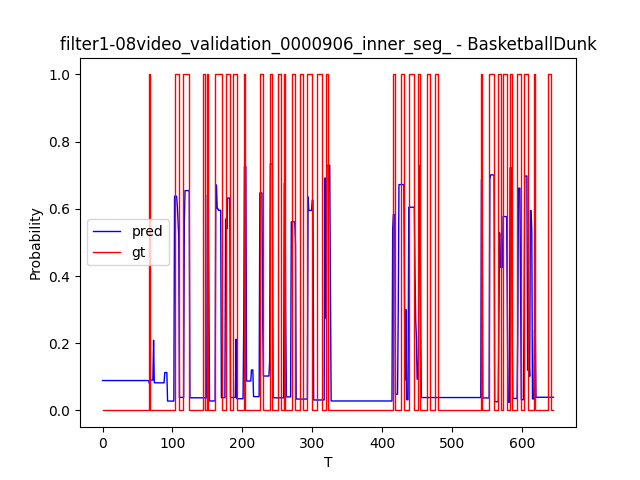 filter1-08video_validation_0000906_inner_seg_ - BasketballDunk
1.0
0.8
0.6
0.4
0.2
0.0
Probability
pred
gt
0 100 200 300 400 500 600
T